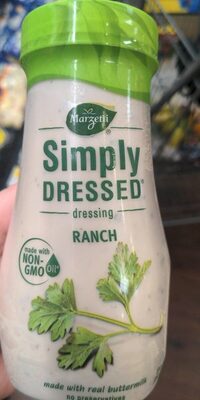 Marzetti
Simply
DRESSED®
dressing
RANCH
made with
NON-
GMO Oil*
made with real buttermilk
no preservatives